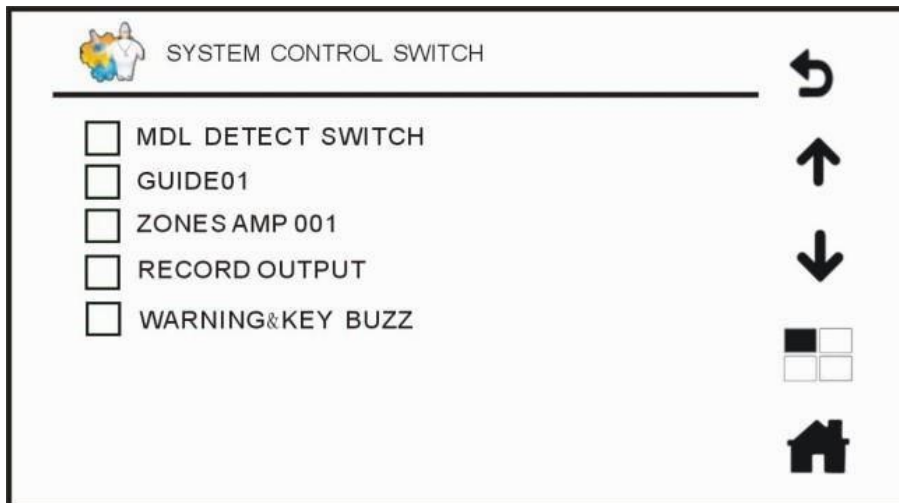 SYSTEM CONTROL SWITCH
MDL DETECT SWITCH
GUIDE01
ZONES AMP 001
RECORD OUTPUT
WARNING&KEY BUZZ